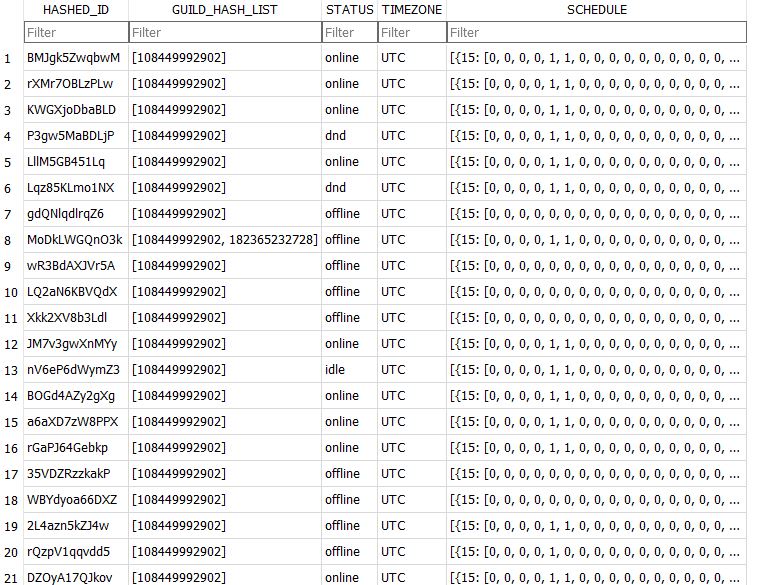 HASHED_ID GUILD_HASH_LIST STATUS TIMEZONE SCHEDULE
Filter Filter Filter Filter Filter
1 BMJgk5ZwqbwM [108449992902] online UTC [{15: [0, 0, 0, 0, 1, 1, 0, 0, 0, 0, 0, 0, 0, 0, 0, 0, ...
2 rXMr7OBLzPLw [108449992902] online UTC [{15: [0, 0, 0, 0, 1, 1, 0, 0, 0, 0, 0, 0, 0, 0, 0, 0, ...
3 KWGXjoDbaBLD [108449992902] online UTC [{15: [0, 0, 0, 0, 1, 1, 0, 0, 0, 0, 0, 0, 0, 0, 0, 0, ...
4 P3gw5MaBDLjP [108449992902] dnd UTC [{15: [0, 0, 0, 0, 1, 1, 0, 0, 0, 0, 0, 0, 0, 0, 0, 0, ...
5 LllM5GB451Lq [108449992902] online UTC [{15: [0, 0, 0, 0, 1, 1, 0, 0, 0, 0, 0, 0, 0, 0, 0, 0, ...
6 Lqz85KLmo1NX [108449992902] dnd UTC [{15: [0, 0, 0, 0, 1, 1, 0, 0, 0, 0, 0, 0, 0, 0, 0, 0, ...
7 gdQNlqdlrqZ6 [108449992902] offline UTC [{15: [0, 0, 0, 0, 0, 0, 0, 0, 0, 0, 0, 0, 0, 0, 0, 0, ...
8 MoDkLWGQnO3k [108449992902, 182365232728] offline UTC [{15: [0, 0, 0, 0, 1, 1, 0, 0, 0, 0, 0, 0, 0, 0, 0, 0, ...
9 wR3BdAXJVr5A [108449992902] offline UTC [{15: [0, 0, 0, 0, 0, 0, 0, 0, 0, 0, 0, 0, 0, 0, 0, 0, ...
10 LQ2aN6KBVQdX [108449992902] offline UTC [{15: [0, 0, 0, 0, 0, 0, 0, 0, 0, 0, 0, 0, 0, 0, 0, 0, ...
11 Xkk2XV8b3Ldl [108449992902] offline UTC [{15: [0, 0, 0, 0, 0, 0, 0, 0, 0, 0, 0, 0, 0, 0, 0, 0, ...
12 JM7v3gwXnMYy [108449992902] online UTC [{15: [0, 0, 0, 0, 1, 1, 0, 0, 0, 0, 0, 0, 0, 0, 0, 0, ...
13 nV6eP6dWymZ3 [108449992902] idle UTC [{15: [0, 0, 0, 0, 1, 1, 0, 0, 0, 0, 0, 0, 0, 0, 0, 0, ...
14 BOGd4AZy2gXg [108449992902] online UTC [{15: [0, 0, 0, 0, 1, 1, 0, 0, 0, 0, 0, 0, 0, 0, 0, 0, ...
15 a6aXD7zW8PPX [108449992902] online UTC [{15: [0, 0, 0, 0, 1, 1, 0, 0, 0, 0, 0, 0, 0, 0, 0, 0, ...
16 rGaPJ64Gebkp [108449992902] online UTC [{15: [0, 0, 0, 0, 1, 1, 0, 0, 0, 0, 0, 0, 0, 0, 0, 0, ...
17 35VDZRzzkakP [108449992902] offline UTC [{15: [0, 0, 0, 0, 0, 0, 0, 0, 0, 0, 0, 0, 0, 0, 0, 0, ...
18 WBYdyoa66DXZ [108449992902] offline UTC [{15: [0, 0, 0, 0, 0, 0, 0, 0, 0, 0, 0, 0, 0, 0, 0, 0, ...
19 2L4azn5kZJ4w [108449992902] offline UTC [{15: [0, 0, 0, 0, 1, 1, 0, 0, 0, 0, 0, 0, 0, 0, 0, 0, ...
20 rQzpV1qqvdd5 [108449992902] offline UTC [{15: [0, 0, 0, 0, 1, 0, 0, 0, 0, 0, 0, 0, 0, 0, 0, 0, ...
21 DZOyA17QJkov [108449992902] online UTC [{15: [0, 0, 0, 0, 1, 1, 0, 0, 0, 0, 0, 0, 0, 0, 0, 0, ...